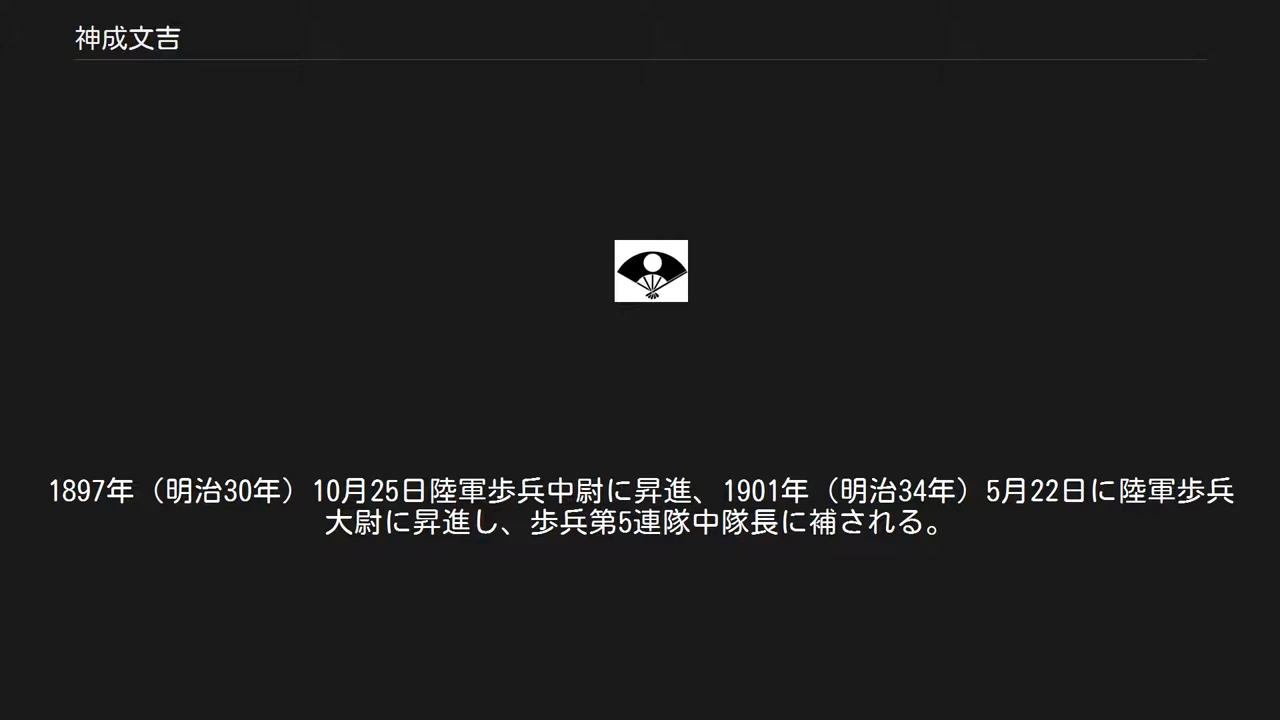 神成文吉
1897年（明治30年）10月25日陸軍歩兵中尉に昇進、1901年（明治34年）5月22日に陸軍歩兵
大尉に昇進し、歩兵第5連隊中隊長に補される。